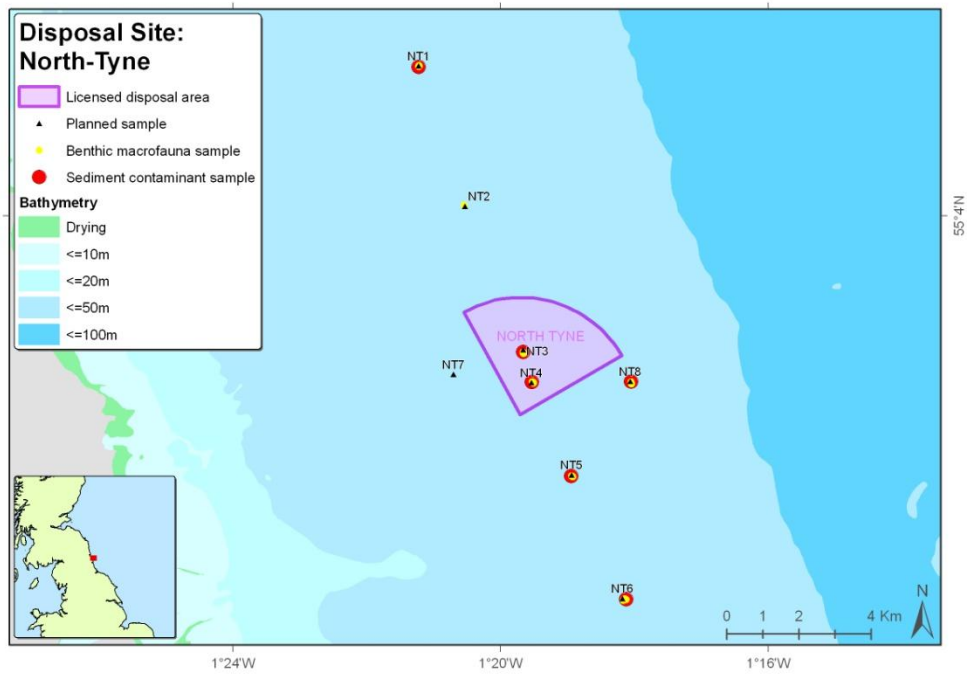 Disposal Site:
North-Tyne
Licensed disposal area
Planned sample
Benthic macrofauna sample
Sediment contaminant sample
Bathymetry
Drying
<=10m
<=20m
<=50m
<=100m
NT1
NT2
55°4'N
NORTH TYNE
NT3
NT7
NT4
NT8
NT5
NT6
N
0 1 2 4 Km
1°24'W 1°20'W 1°16'W